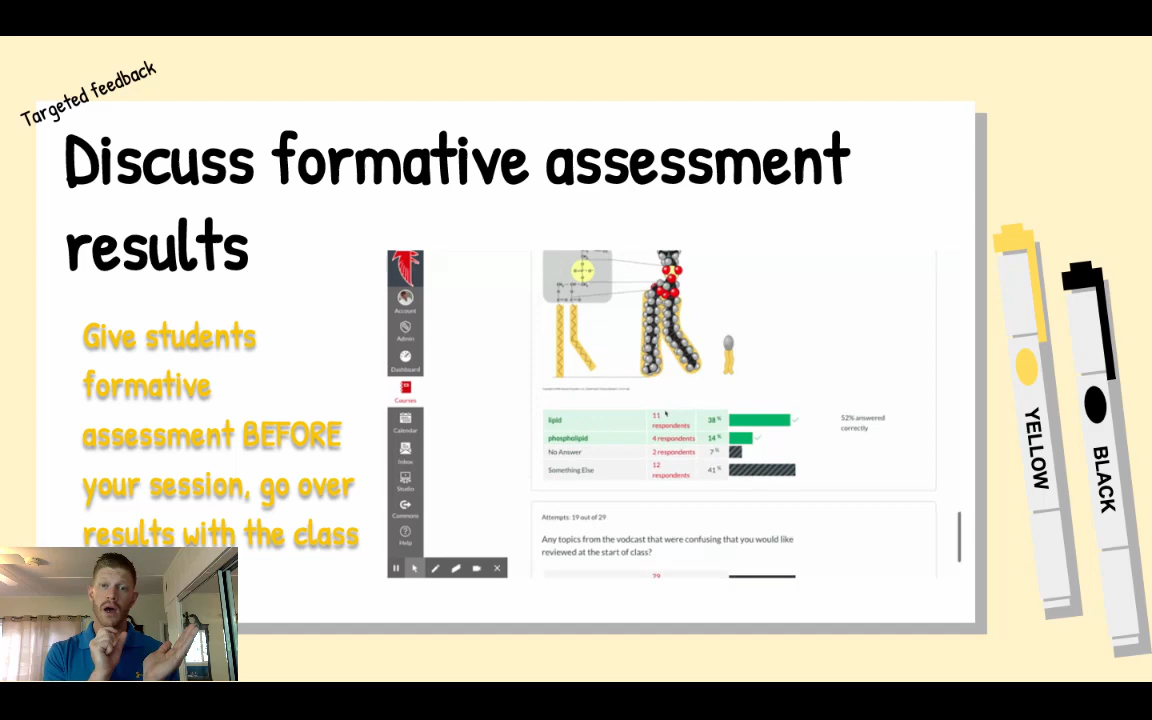 Targeted feedback
Discuss formative assessment
results
Give students
formative
assessment BEFORE
your session, go over
results with the class
Account
Admin
Dashboard
Courses
Calendar
Inbox
Studio
Commons
Help
lipid 11 respondents 38 %
phospholipid 4 respondents 14 %
No Answer 2 respondents 7 %
Something Else 12 respondents 41 %
52% answered
correctly
Attempts: 19 out of 29
Any topics from the vodcast that were confusing that you would like
reviewed at the start of class?
YELLOW
BLACK